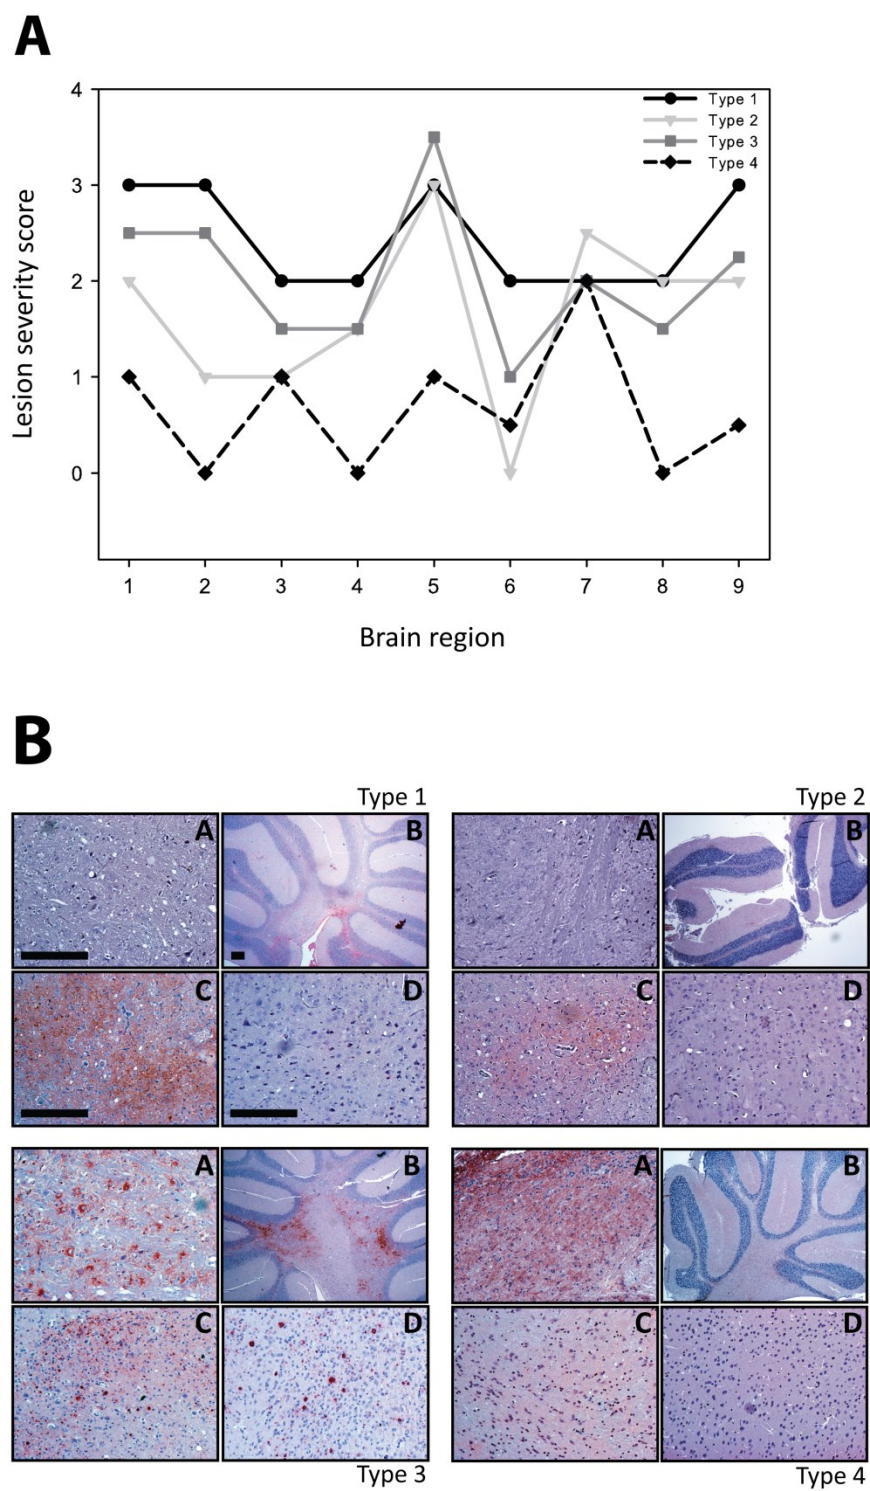 A
4
3
2
1
0
Lesion severity score
Type 1
Type 2
Type 3
Type 4
1 2 3 4 5 6 7 8 9
Brain region
B
Type 1 Type 2
A B A B
C D C D
A B A B
C D C D
Type 3 Type 4